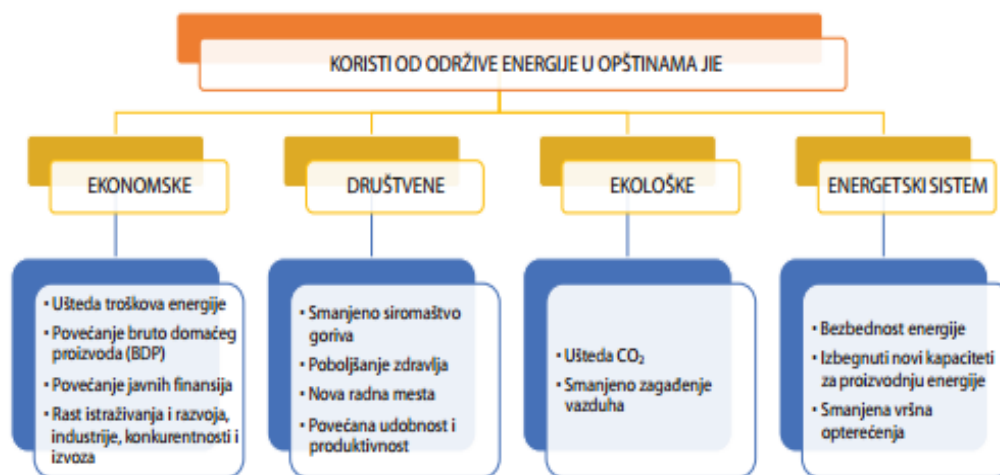 KORISTI OD ODRŽIVE ENERGIJE U OPŠTINAMA JIE
EKONOMSKE
• Ušteda troškova energije
• Povećanje bruto domaćeg
proizvoda (BDP)
• Povećanje javnih finansija
• Rast istraživanja i razvoja,
industrije, konkurentnosti i
izvoza
DRUŠTVENE
• Smanjeno siromaštvo
goriva
• Poboljšanje zdravlja
• Nova radna mesta
• Povećana udobnost i
produktivnost
EKOLOŠKE
• Ušteda CO₂
• Smanjeno zagađenje
vazduha
ENERGETSKI SISTEM
• Bezbednost energije
• Izbegnuti novi kapaciteti
za proizvodnju energije
• Smanjena vršna
opterećenja